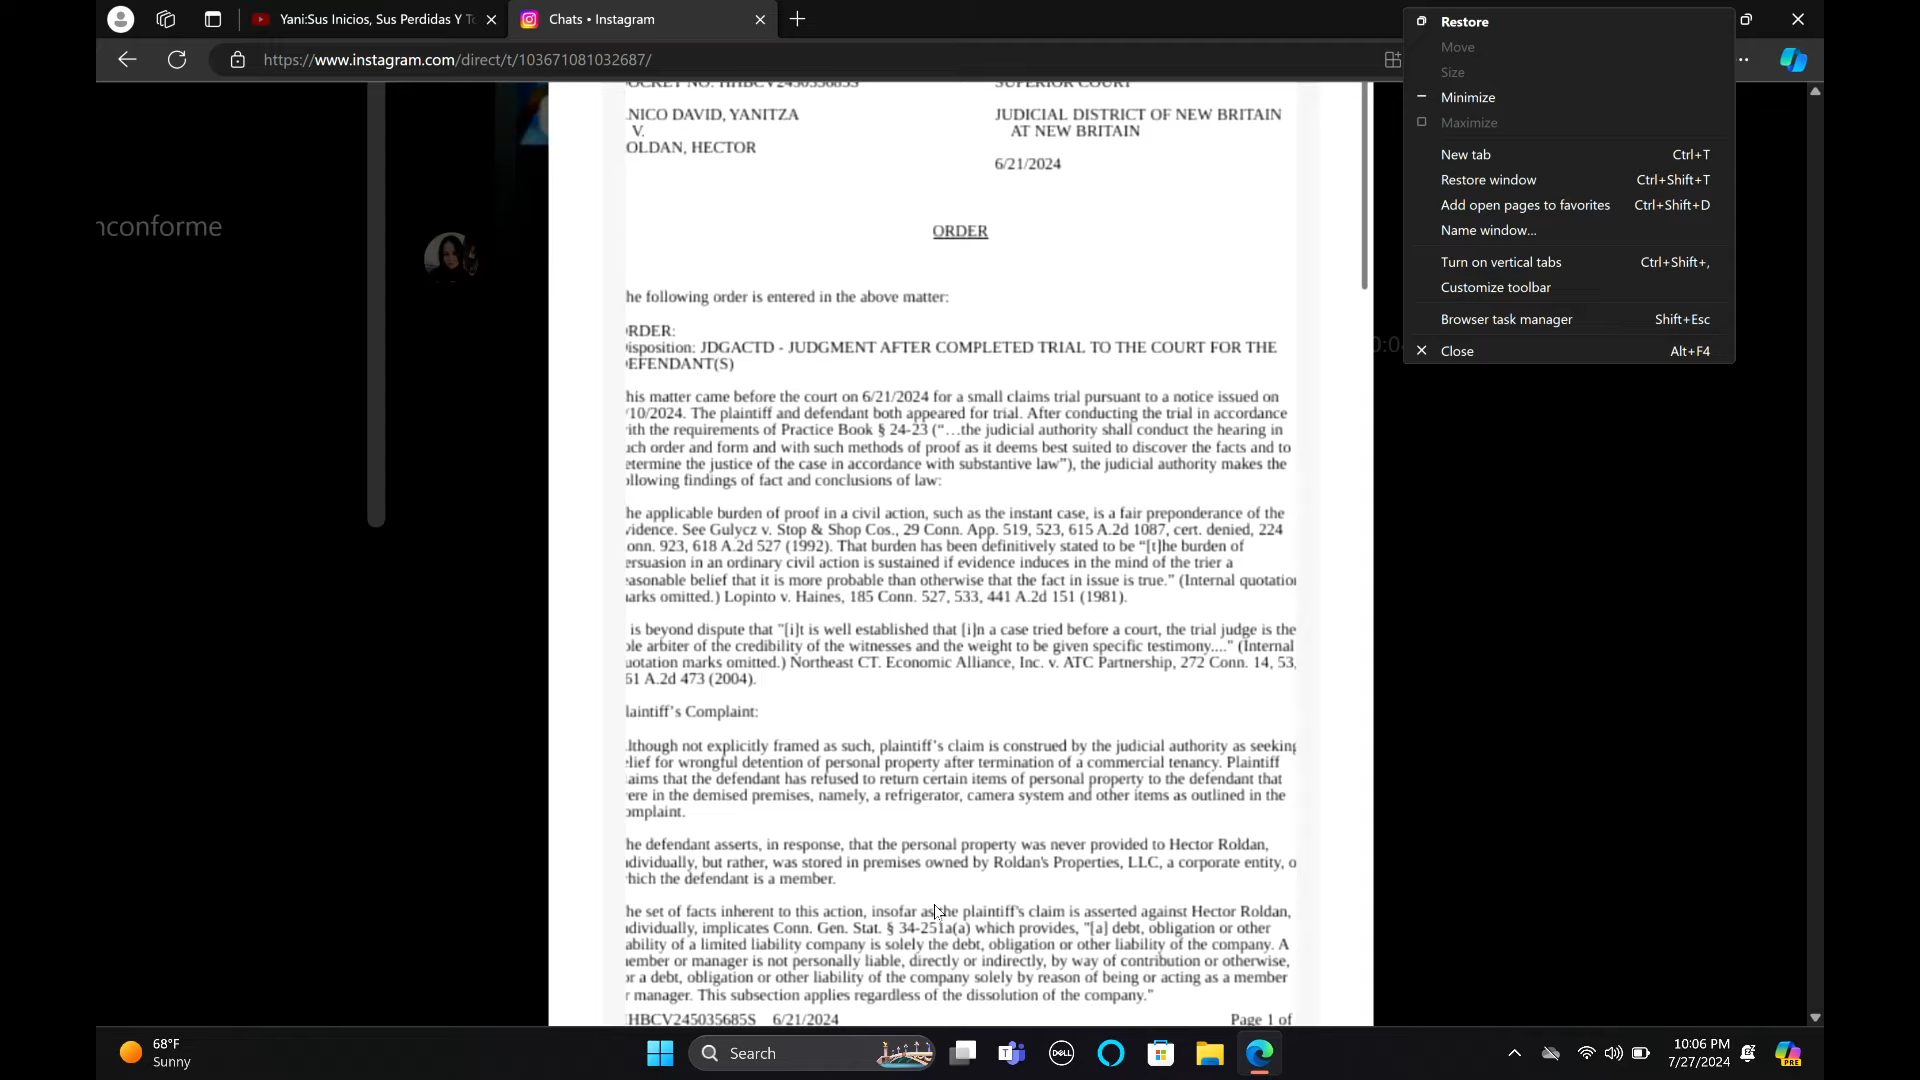 Yani:Sus Inicios, Sus Perdidas Y To
Chats • Instagram
https://www.instagram.com/direct/t/103671081032687/
Restore
Move
Size
Minimize
Maximize
New tab Ctrl+T
Restore window Ctrl+Shift+T
Add open pages to favorites Ctrl+Shift+D
Name window...
Turn on vertical tabs Ctrl+Shift+,
Customize toolbar
Browser task manager Shift+Esc
Close Alt+F4
nconforme
OCKET NO: HHBCV245035685S SUPERIOR COURT
NICO DAVID, YANITZA JUDICIAL DISTRICT OF NEW BRITAIN
V. AT NEW BRITAIN
OLDAN, HECTOR
6/21/2024
ORDER
he following order is entered in the above matter:
RDER:
isposition: JDGACTD - JUDGMENT AFTER COMPLETED TRIAL TO THE COURT FOR THE
EFENDANT(S)
his matter came before the court on 6/21/2024 for a small claims trial pursuant to a notice issued on
/10/2024. The plaintiff and defendant both appeared for trial. After conducting the trial in accordance
ith the requirements of Practice Book § 24-23 (“…the judicial authority shall conduct the hearing in
uch order and form and with such methods of proof as it deems best suited to discover the facts and to
etermine the justice of the case in accordance with substantive law”), the judicial authority makes the
ollowing findings of fact and conclusions of law:
he applicable burden of proof in a civil action, such as the instant case, is a fair preponderance of the
vidence. See Gulycz v. Stop & Shop Cos., 29 Conn. App. 519, 523, 615 A.2d 1087, cert. denied, 224
onn. 923, 618 A.2d 527 (1992). That burden has been definitively stated to be “[t]he burden of
ersuasion in an ordinary civil action is sustained if evidence induces in the mind of the trier a
easonable belief that it is more probable than otherwise that the fact in issue is true.” (Internal quotation
arks omitted.) Lopinto v. Haines, 185 Conn. 527, 533, 441 A.2d 151 (1981).
is beyond dispute that "[i]t is well established that [i]n a case tried before a court, the trial judge is the
ole arbiter of the credibility of the witnesses and the weight to be given specific testimony...." (Internal
uotation marks omitted.) Northeast CT. Economic Alliance, Inc. v. ATC Partnership, 272 Conn. 14, 53,
61 A.2d 473 (2004).
laintiff’s Complaint:
lthough not explicitly framed as such, plaintiff’s claim is construed by the judicial authority as seeking
elief for wrongful detention of personal property after termination of a commercial tenancy. Plaintiff
aims that the defendant has refused to return certain items of personal property to the defendant that
ere in the demised premises, namely, a refrigerator, camera system and other items as outlined in the
omplaint.
he defendant asserts, in response, that the personal property was never provided to Hector Roldan,
ndividually, but rather, was stored in premises owned by Roldan's Properties, LLC, a corporate entity, o
hich the defendant is a member.
he set of facts inherent to this action, insofar as the plaintiff's claim is asserted against Hector Roldan,
ndividually, implicates Conn. Gen. Stat. § 34-251a(a) which provides, "[a] debt, obligation or other
ability of a limited liability company is solely the debt, obligation or other liability of the company. A
ember or manager is not personally liable, directly or indirectly, by way of contribution or otherwise,
or a debt, obligation or other liability of the company solely by reason of being or acting as a member
r manager. This subsection applies regardless of the dissolution of the company."
HBCV245035685S 6/21/2024 Page 1 of
68°F
Sunny
Search
DELL
10:06 PM
7/27/2024
PRE